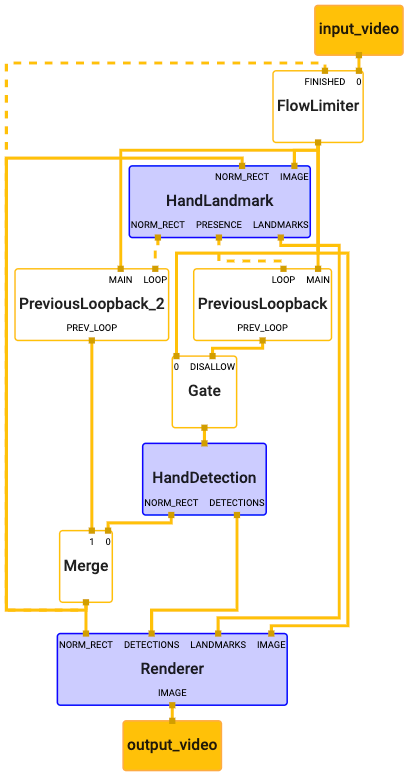 input_video
FINISHED 0
FlowLimiter
NORM_RECT IMAGE
HandLandmark
NORM_RECT PRESENCE LANDMARKS
MAIN LOOP
PreviousLoopback_2
PREV_LOOP
LOOP MAIN
PreviousLoopback
PREV_LOOP
0 DISALLOW
Gate
HandDetection
NORM_RECT DETECTIONS
1 0
Merge
NORM_RECT DETECTIONS LANDMARKS IMAGE
Renderer
IMAGE
output_video